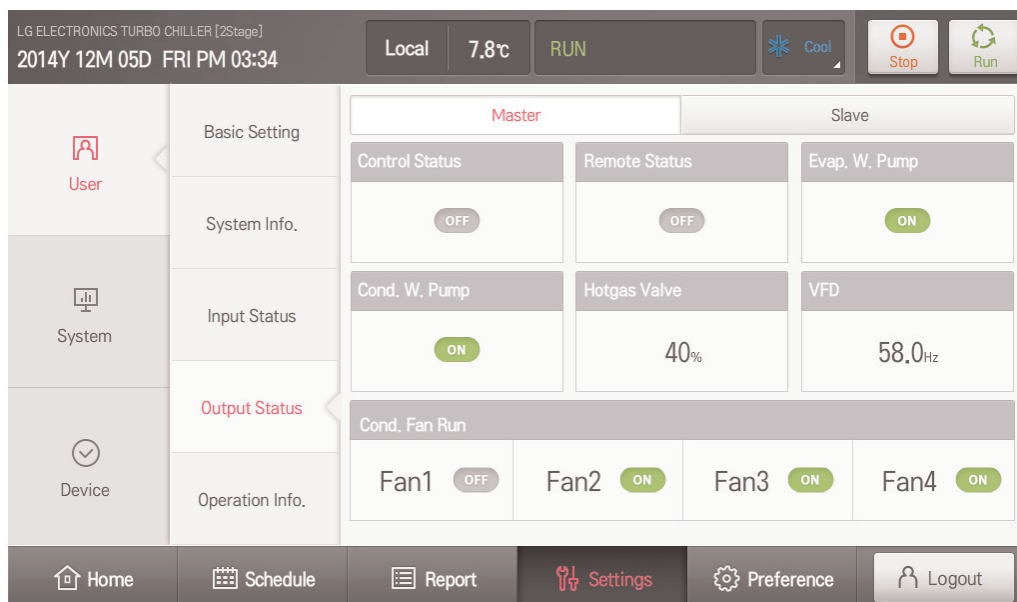 LG ELECTRONICS TURBO CHILLER [2Stage]
2014Y 12M 05D FRI PM 03:34
Local 7.8℃ RUN Cool Stop Run
User
System
Device
Basic Setting
System Info.
Input Status
Output Status
Operation Info.
Master Slave
Control Status Remote Status Evap. W. Pump
OFF OFF ON
Cond. W. Pump Hotgas Valve VFD
ON 40% 58.0Hz
Cond. Fan Run
Fan1 OFF Fan2 ON Fan3 ON Fan4 ON
Home Schedule Report Settings Preference Logout